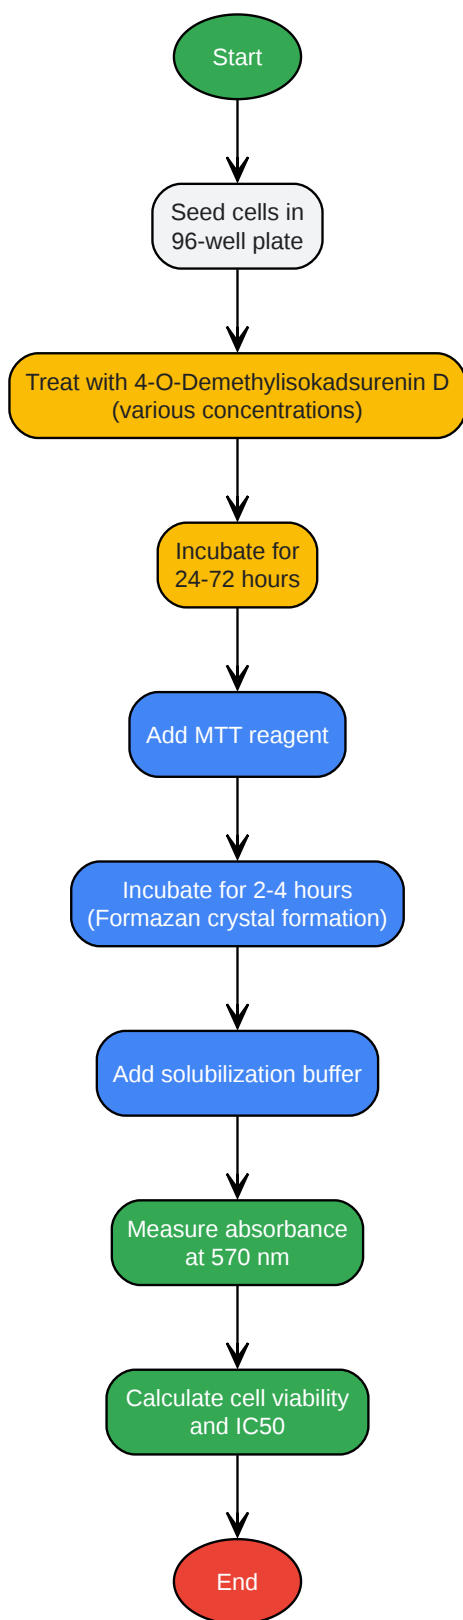 Start
Seed cells in
96-well plate
Treat with 4-O-Demethylisokadsurenin D
(various concentrations)
Incubate for
24-72 hours
Add MTT reagent
Incubate for 2-4 hours
(Formazan crystal formation)
Add solubilization buffer
Measure absorbance
at 570 nm
Calculate cell viability
and IC50
End